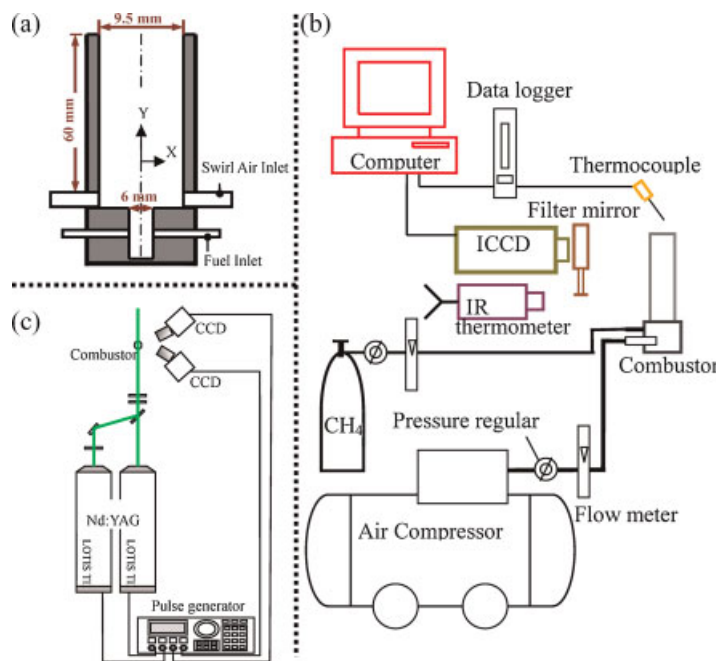 (a)
9.5 mm
60 mm
Y
X
Swirl Air Inlet
6 mm
Fuel Inlet
(b)
Data logger
Computer
Thermocouple
Filter mirror
ICCD
IR
thermometer
Combustor
CH4
Pressure regular
Flow meter
Air Compressor
(c)
CCD
Combustor
CCD
Nd:YAG
LOTIS TI
LOTIS TI
Pulse generator